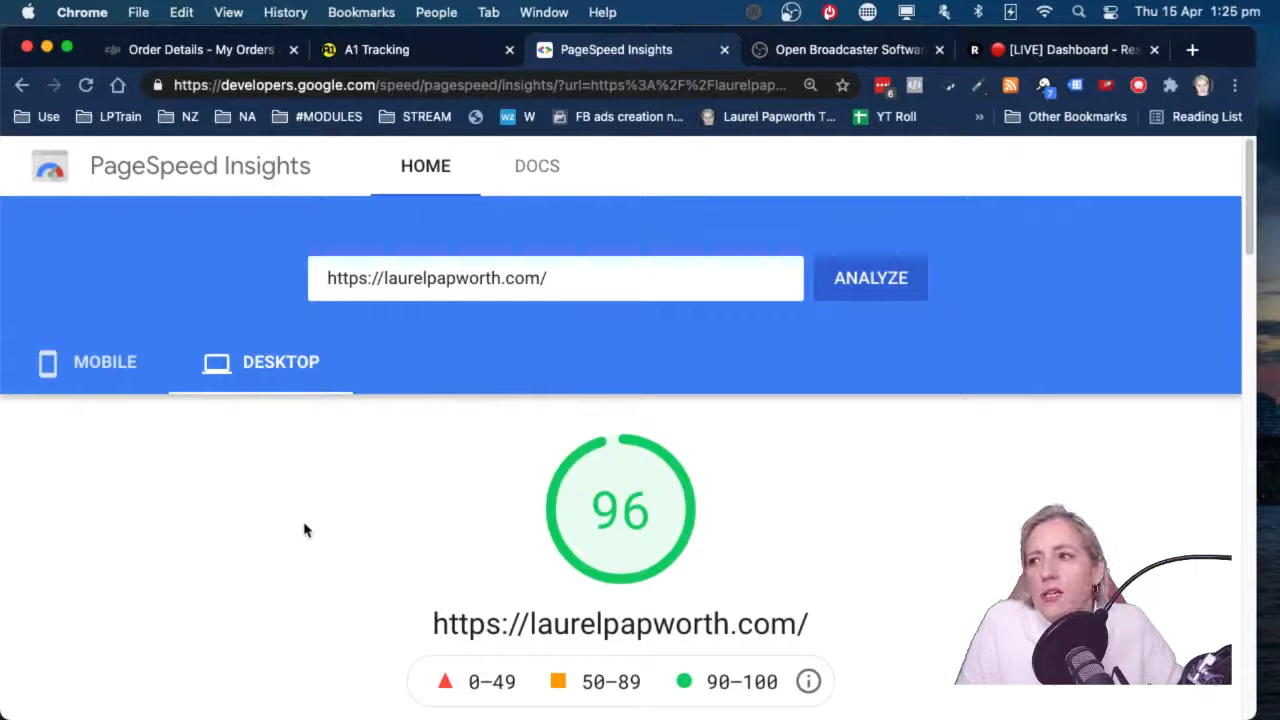 Chrome File Edit View History Bookmarks People Tab Window Help Thu 15 Apr 1:25 pm
Order Details - My Orders A1 Tracking PageSpeed Insights Open Broadcaster Softwa [LIVE] Dashboard - Res
https://developers.google.com/speed/pagespeed/insights/?url=https%3A%2F%2Flaurelpap... 6 7
Use LPTrain NZ NA #MODULES STREAM W FB ads creation n... Laurel Papworth T... YT Roll » Other Bookmarks Reading List
PageSpeed Insights HOME DOCS
https://laurelpapworth.com/ ANALYZE
MOBILE DESKTOP
96
https://laurelpapworth.com/
0–49 50–89 90–100